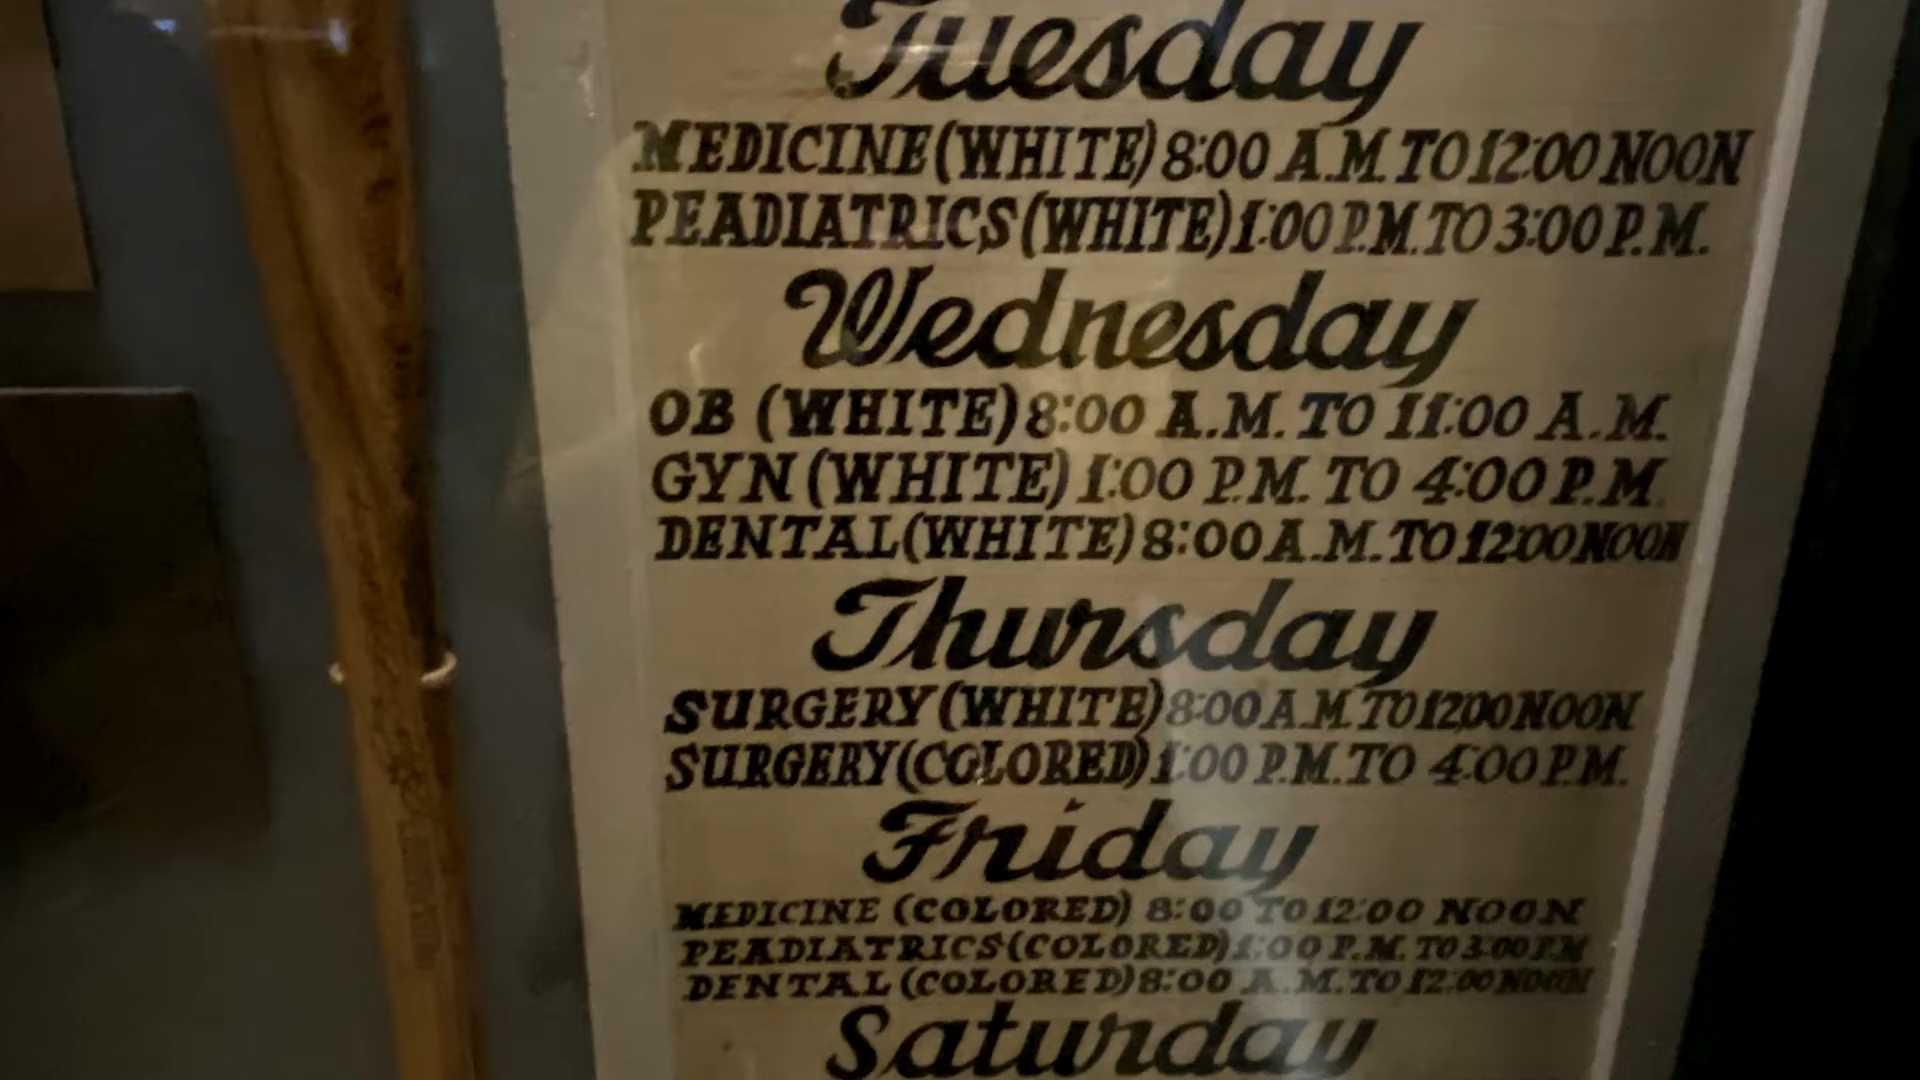 Tuesday
MEDICINE (WHITE) 8:00 A.M. TO 12:00 NOON
PEADIATRICS (WHITE) 1:00 P.M. TO 3:00 P.M.
Wednesday
OB (WHITE) 8:00 A.M. TO 11:00 A.M.
GYN (WHITE) 1:00 P.M. TO 4:00 P.M.
DENTAL (WHITE) 8:00 A.M. TO 12:00 NOON
Thursday
SURGERY (WHITE) 8:00 A.M. TO 12:00 NOON
SURGERY (COLORED) 1:00 P.M. TO 4:00 P.M.
Friday
MEDICINE (COLORED) 8:00 TO 12:00 NOON
PEADIATRICS (COLORED) 1:00 P.M. TO 3:00 P.M
DENTAL (COLORED) 8:00 A.M. TO 12:00 NOON
Saturday